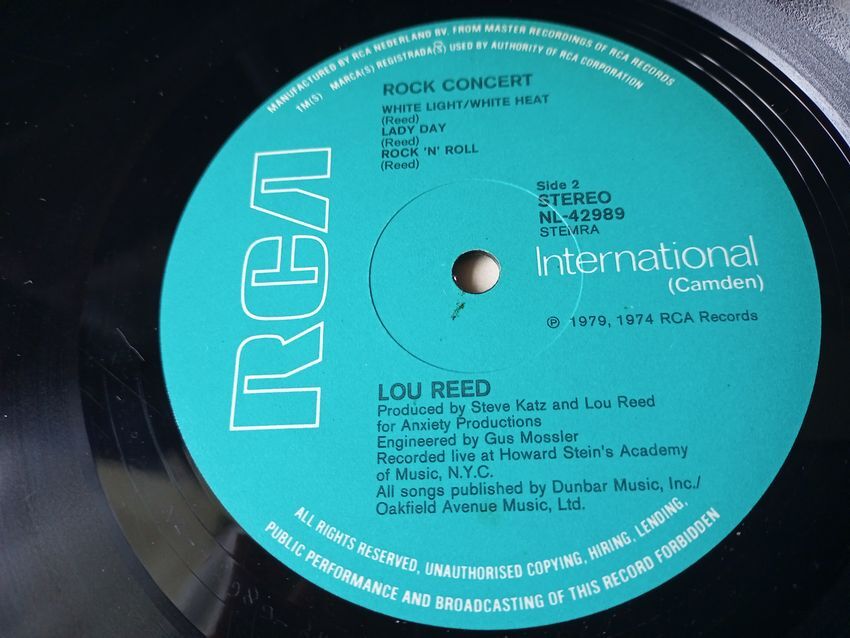 MANUFACTURED BY RCA NEDERLAND BV. FROM MASTER RECORDINGS OF RCA RECORDS
TM(S) MARCA(S) REGISTRADA(S) USED BY AUTHORITY OF RCA CORPORATION
ROCK CONCERT
WHITE LIGHT/WHITE HEAT
(Reed)
LADY DAY
(Reed)
ROCK 'N' ROLL
(Reed)
RCA
Side 2
STEREO
NL-42989
STEMRA
International
(Camden)
℗ 1979, 1974 RCA Records
LOU REED
Produced by Steve Katz and Lou Reed
for Anxiety Productions
Engineered by Gus Mossler
Recorded live at Howard Stein's Academy
of Music, N.Y.C.
All songs published by Dunbar Music, Inc./
Oakfield Avenue Music, Ltd.
ALL RIGHTS RESERVED, UNAUTHORISED COPYING, HIRING, LENDING,
PUBLIC PERFORMANCE AND BROADCASTING OF THIS RECORD FORBIDDEN